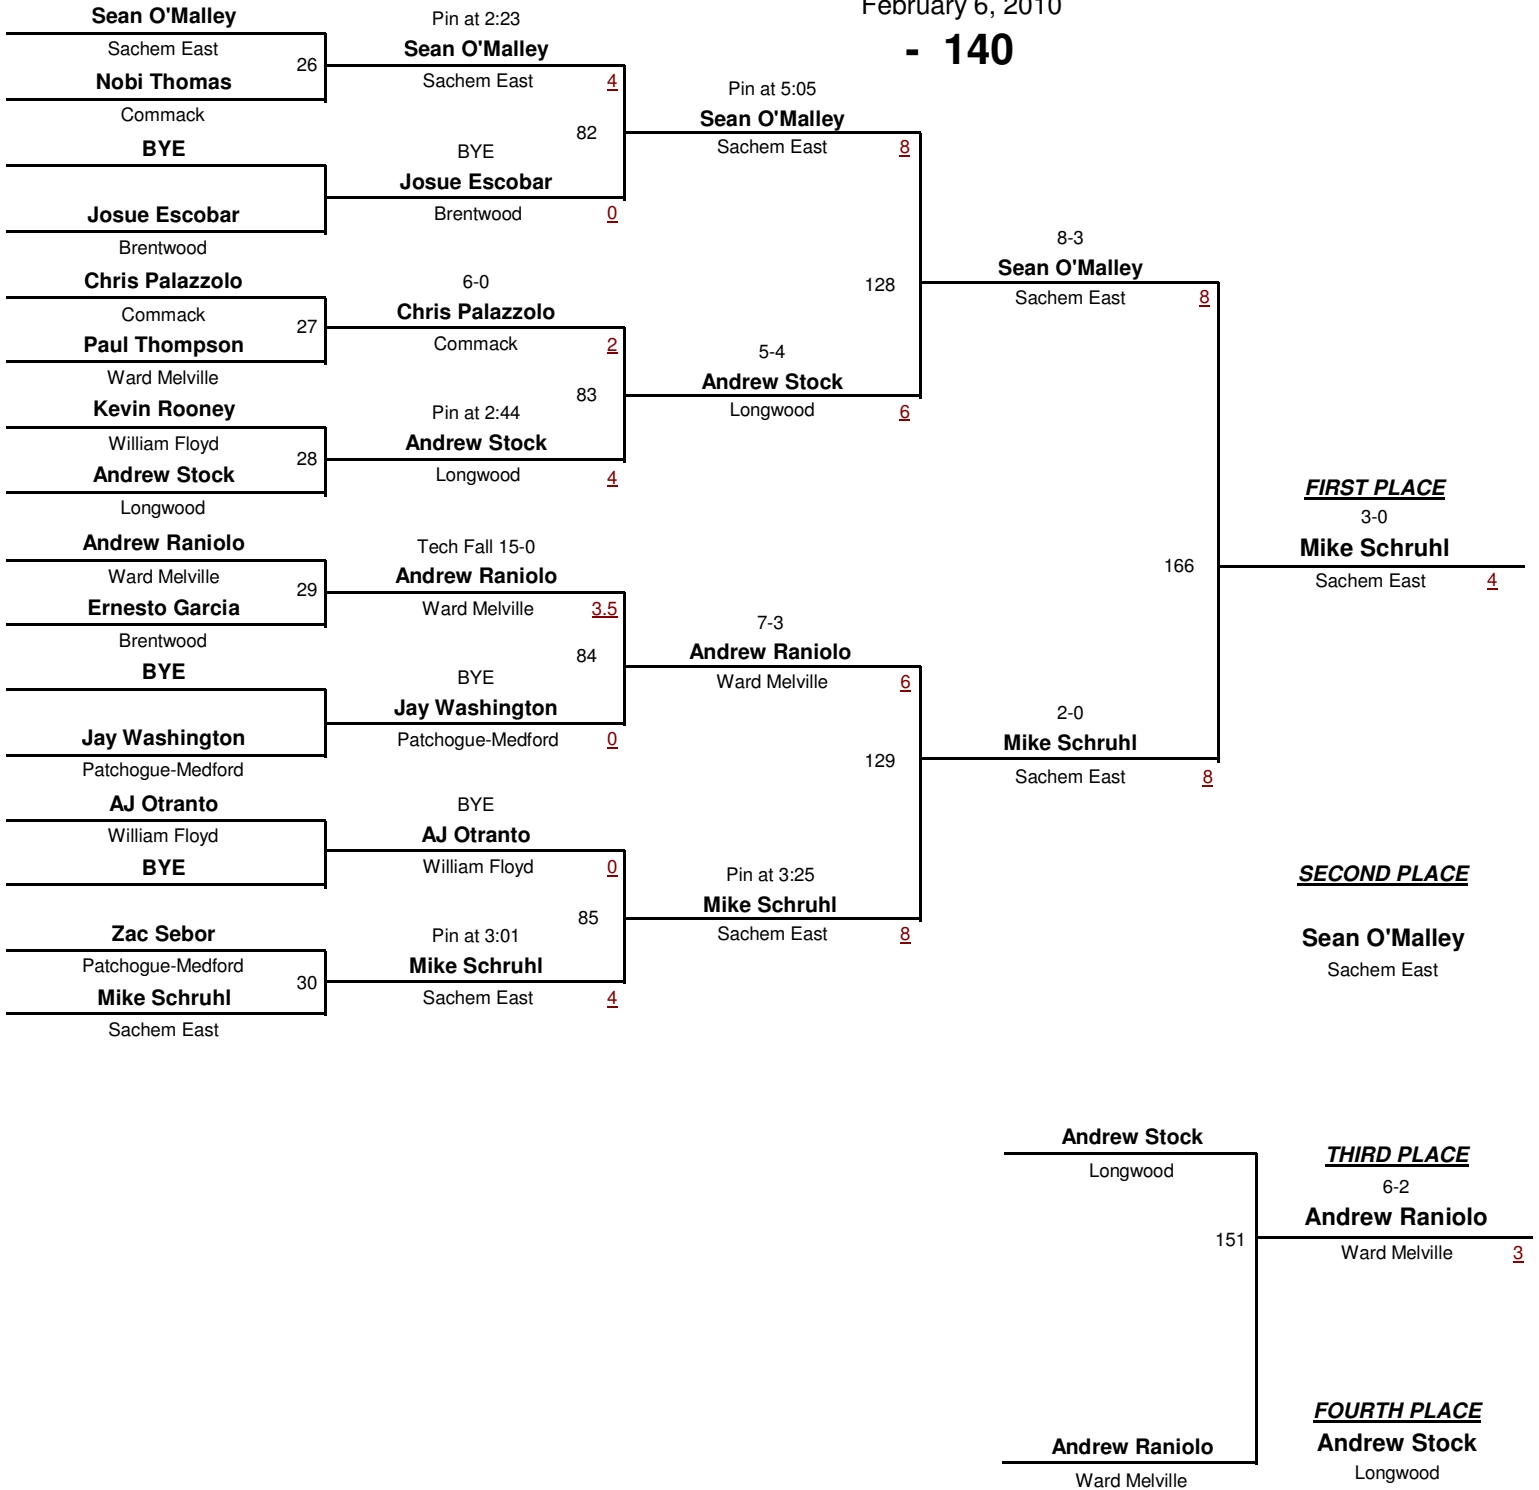 February 6, 2010
- 140
Sean O'Malley
Sachem East
26
Nobi Thomas
Commack
BYE
Josue Escobar
Brentwood
Chris Palazzolo
Commack
27
Paul Thompson
Ward Melville
Kevin Rooney
William Floyd
28
Andrew Stock
Longwood
Andrew Raniolo
Ward Melville
29
Ernesto Garcia
Brentwood
BYE
Jay Washington
Patchogue-Medford
AJ Otranto
William Floyd
BYE
Zac Sebor
Patchogue-Medford
30
Mike Schruhl
Sachem East
Pin at 2:23
Sean O'Malley
Sachem East 4
82
BYE
Josue Escobar
Brentwood 0
6-0
Chris Palazzolo
Commack 2
83
Pin at 2:44
Andrew Stock
Longwood 4
Tech Fall 15-0
Andrew Raniolo
Ward Melville 3.5
84
BYE
Jay Washington
Patchogue-Medford 0
BYE
AJ Otranto
William Floyd 0
85
Pin at 3:01
Mike Schruhl
Sachem East 4
Pin at 5:05
Sean O'Malley
Sachem East 8
128
5-4
Andrew Stock
Longwood 6
7-3
Andrew Raniolo
Ward Melville 6
129
Pin at 3:25
Mike Schruhl
Sachem East 8
8-3
Sean O'Malley
Sachem East 8
166
2-0
Mike Schruhl
Sachem East 8
FIRST PLACE
3-0
Mike Schruhl
Sachem East 4
SECOND PLACE
Sean O'Malley
Sachem East
Andrew Stock
Longwood
151
Andrew Raniolo
Ward Melville
THIRD PLACE
6-2
Andrew Raniolo
Ward Melville 3
FOURTH PLACE
Andrew Stock
Longwood